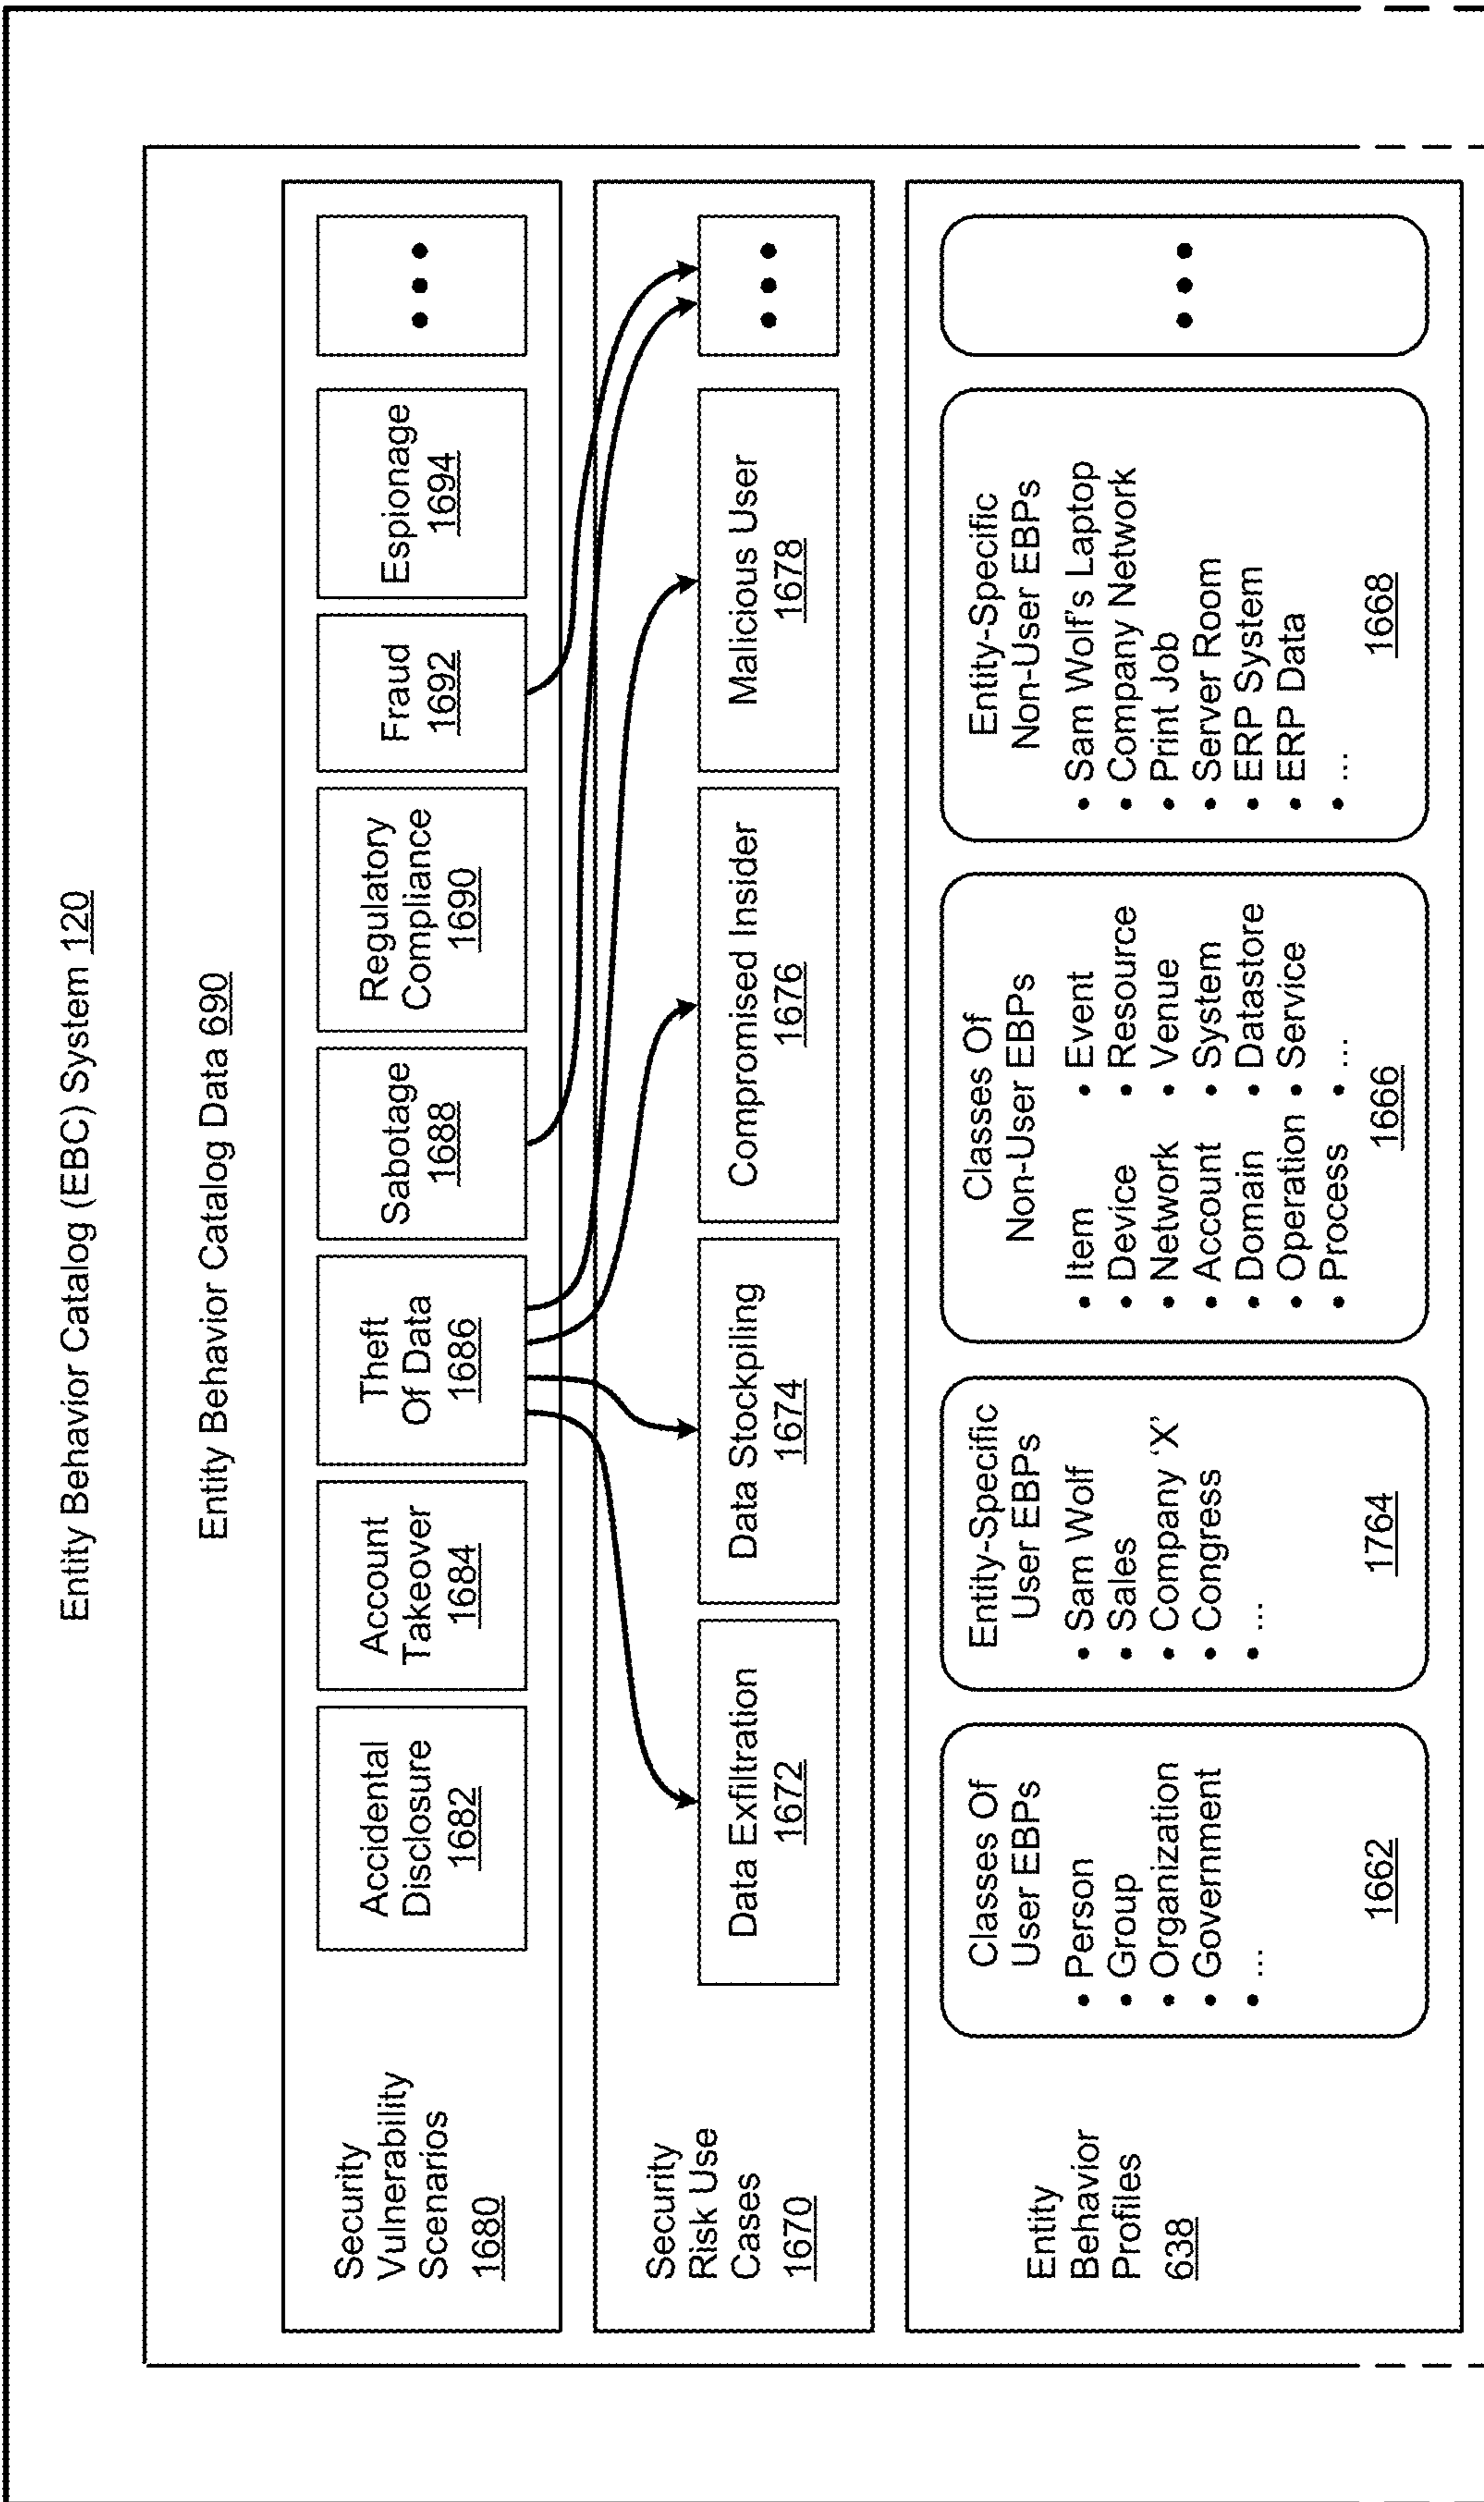 Entity Behavior Catalog (EBC) System 120
Entity Behavior Catalog Data 690
Security
Vulnerability
Scenarios
1680
Accidental
Disclosure
1682
Account
Takeover
1684
Theft
Of Data
1686
Sabotage
1688
Regulatory
Compliance
1690
Fraud
1692
Espionage
1694
•••
Security
Risk Use
Cases
1670
Data Exfiltration
1672
Data Stockpiling
1674
Compromised Insider
1676
Malicious User
1678
•••
Entity
Behavior
Profiles
638
Classes Of
User EBPs
• Person
• Group
• Organization
• Government
• ...
1662
Entity-Specific
User EBPs
• Sam Wolf
• Sales
• Company ‘X’
• Congress
• ...
1764
Classes Of
Non-User EBPs
• Item • Event
• Device • Resource
• Network • Venue
• Account • System
• Domain • Datastore
• Operation • Service
• Process • ...
1666
Entity-Specific
Non-User EBPs
• Sam Wolf's Laptop
• Company Network
• Print Job
• Server Room
• ERP System
• ERP Data
• ...
1668
•••